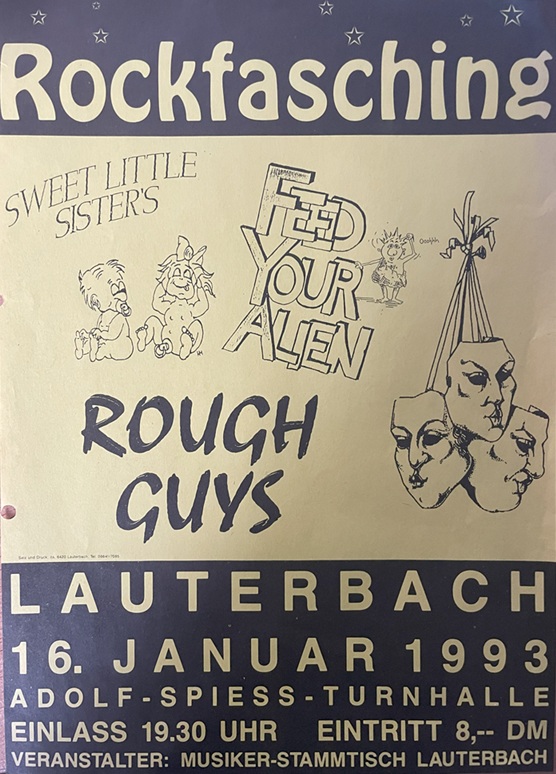 Rockfasching
SWEET LITTLE
SISTER'S
FEED
YOUR
ALIEN
Ooohhh
ROUGH
GUYS
LAUTERBACH
16. JANUAR 1993
ADOLF-SPIESS-TURNHALLE
EINLASS 19.30 UHR EINTRITT 8,-- DM
VERANSTALTER: MUSIKER-STAMMTISCH LAUTERBACH